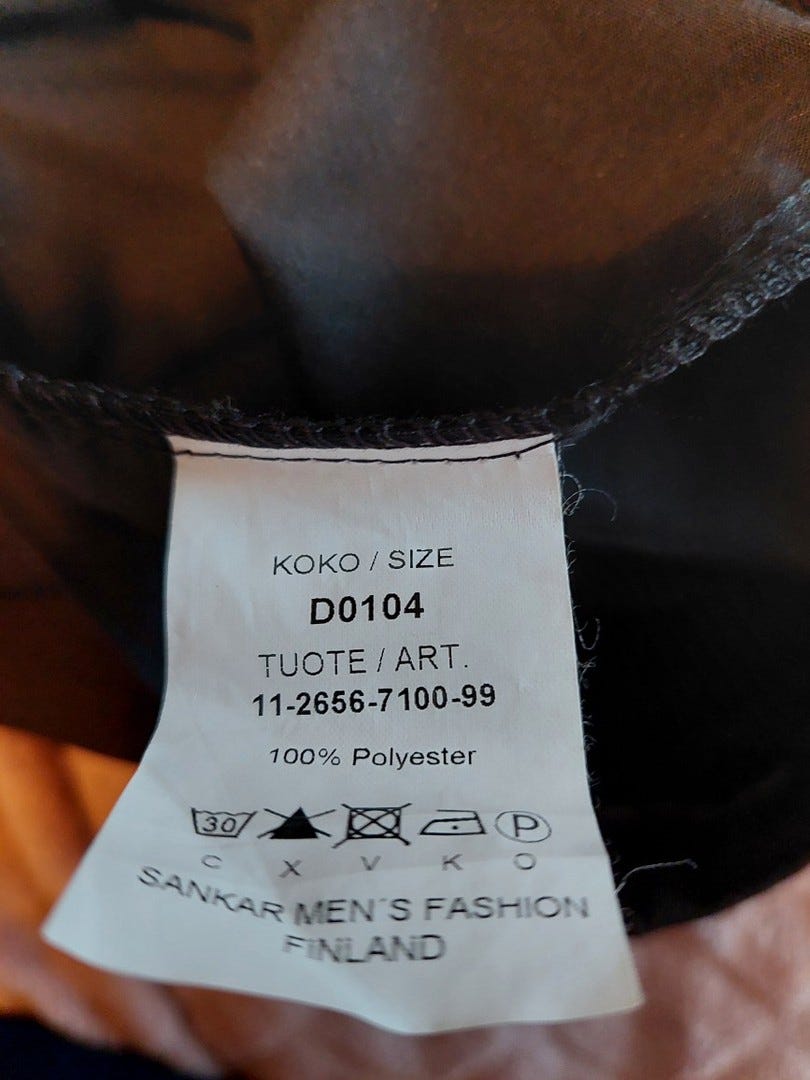 KOKO / SIZE
D0104
TUOTE / ART.
11-2656-7100-99
100% Polyester
30 P
C X V K O
SANKAR MEN´S FASHION
FINLAND